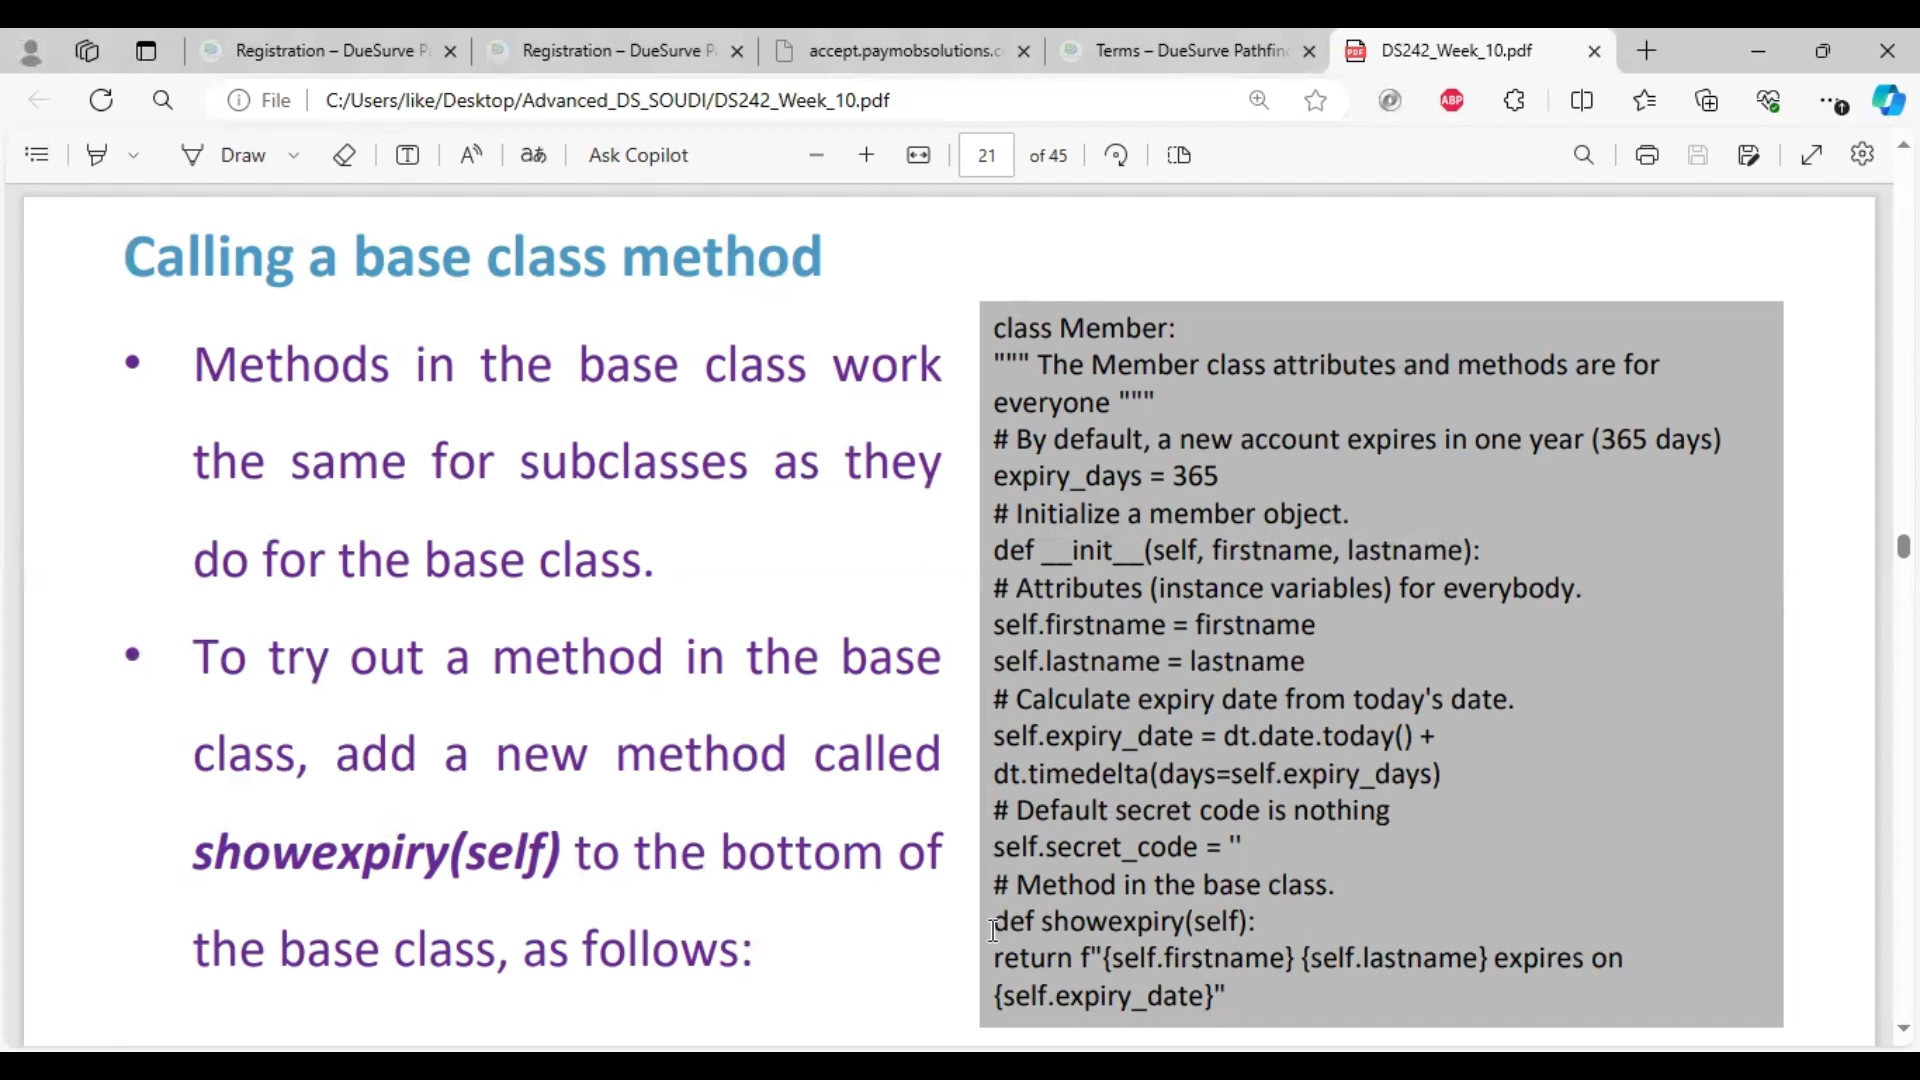 Registration – DueSurve P
Registration – DueSurve P
accept.paymobsolutions.c
Terms – DueSurve Pathfin
DS242_Week_10.pdf
File
C:/Users/like/Desktop/Advanced_DS_SOUDI/DS242_Week_10.pdf
ABP
Draw
T
A
aあ
Ask Copilot
21
of 45
Calling a base class method
• Methods in the base class work
the same for subclasses as they
do for the base class.
• To try out a method in the base
class, add a new method called
showexpiry(self) to the bottom of
the base class, as follows:
class Member:
""" The Member class attributes and methods are for
everyone """
# By default, a new account expires in one year (365 days)
expiry_days = 365
# Initialize a member object.
def __init__(self, firstname, lastname):
# Attributes (instance variables) for everybody.
self.firstname = firstname
self.lastname = lastname
# Calculate expiry date from today's date.
self.expiry_date = dt.date.today() +
dt.timedelta(days=self.expiry_days)
# Default secret code is nothing
self.secret_code = ''
# Method in the base class.
def showexpiry(self):
return f"{self.firstname} {self.lastname} expires on
{self.expiry_date}"